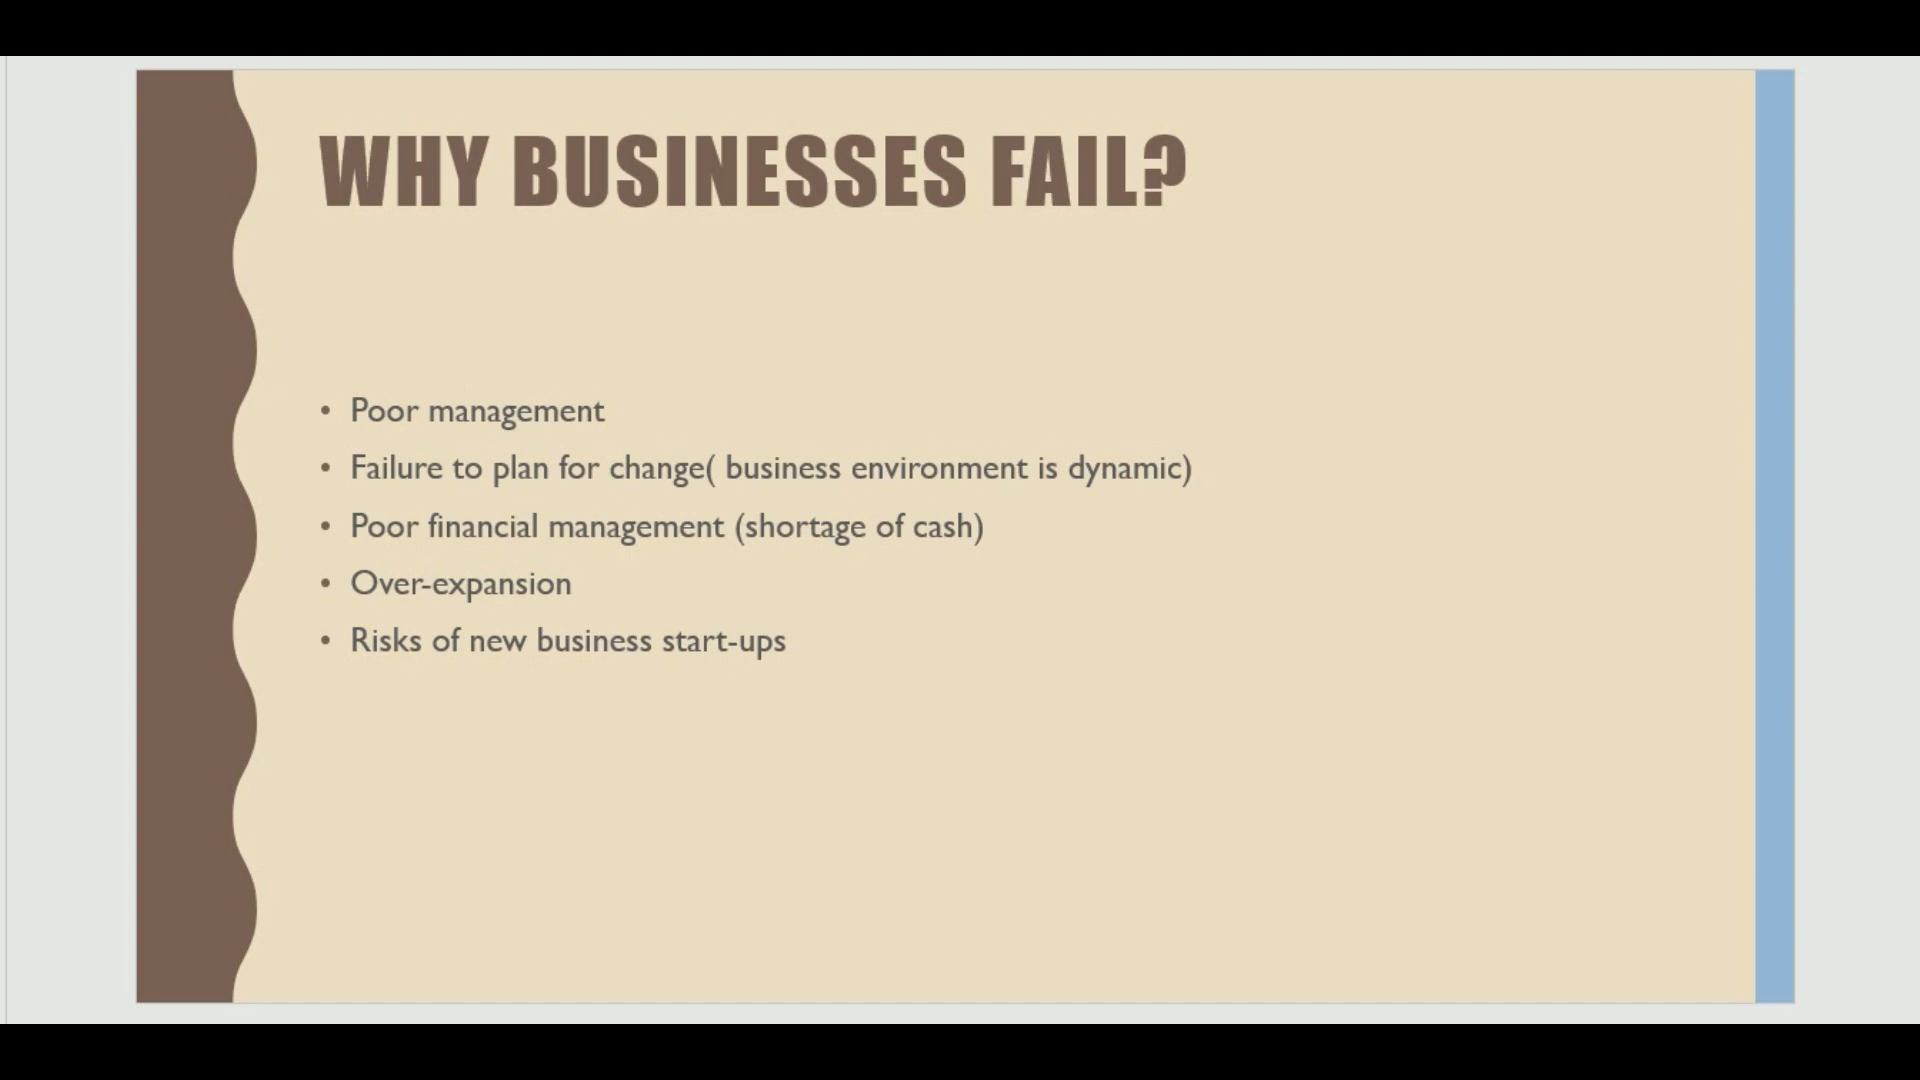 WHY BUSINESSES FAIL?
• Poor management
• Failure to plan for change( business environment is dynamic)
• Poor financial management (shortage of cash)
• Over-expansion
• Risks of new business start-ups